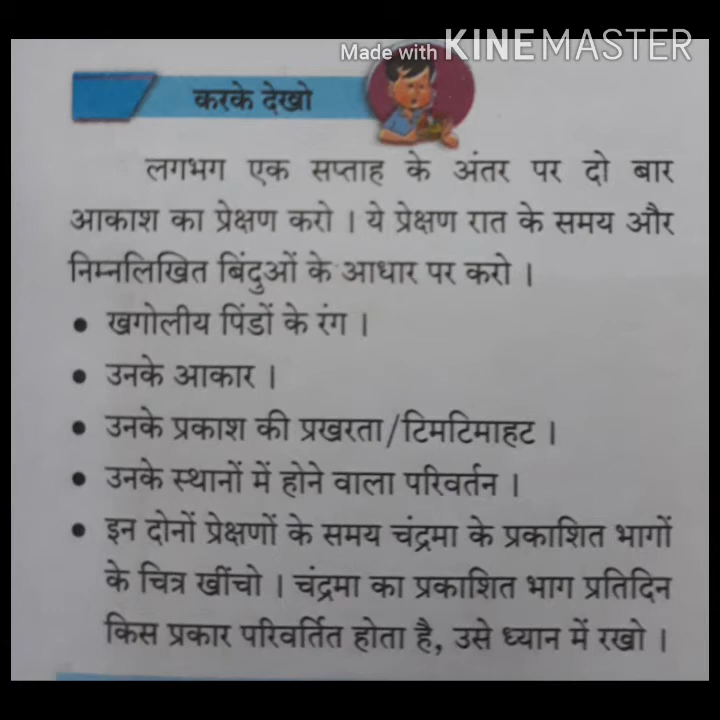 Made with KINEMASTER
करके देखो
लगभग एक सप्ताह के अंतर पर दो बार
आकाश का प्रेक्षण करो । ये प्रेक्षण रात के समय और
निम्नलिखित बिंदुओं के आधार पर करो ।
• खगोलीय पिंडों के रंग ।
• उनके आकार ।
• उनके प्रकाश की प्रखरता/टिमटिमाहट ।
• उनके स्थानों में होने वाला परिवर्तन ।
• इन दोनों प्रेक्षणों के समय चंद्रमा के प्रकाशित भागों
के चित्र खींचो । चंद्रमा का प्रकाशित भाग प्रतिदिन
किस प्रकार परिवर्तित होता है, उसे ध्यान में रखो ।